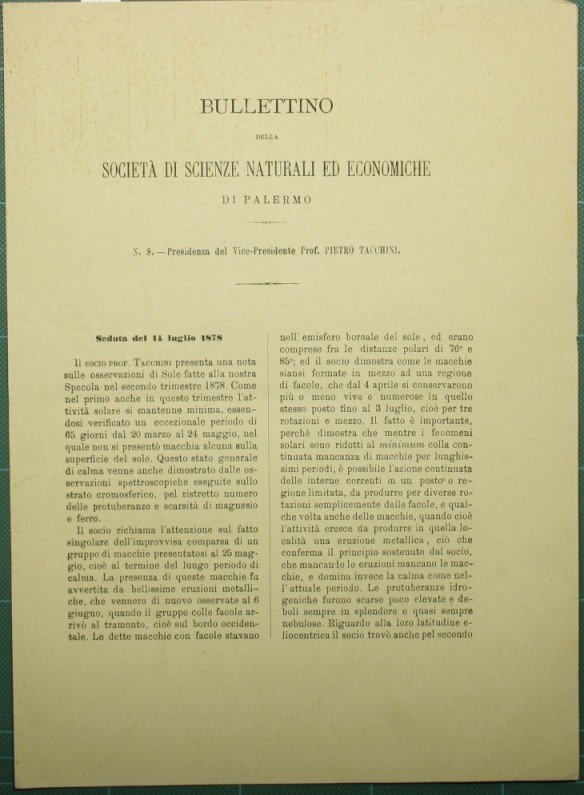 BULLETTINO
DELLA
SOCIETÀ DI SCIENZE NATURALI ED ECONOMICHE
DI PALERMO
N. 8.—Presidenza del Vice-Presidente Prof. PIETRO TACCHINI.
Seduta del 14 luglio 1878
Il SOCIO PROF. TACCHINI presenta una nota
sulle osservazioni di Sole fatte alla nostra
Specola nel secondo trimestre 1878. Come
nel primo anche in questo trimestre l'at-
tività solare si mantenne minima, essen-
dosi verificato un eccezionale periodo di
65 giorni dal 20 marzo al 24 maggio, nel
quale non si presentò macchia alcuna sulla
superficie del sole. Questo stato generale
di calma venne anche dimostrato dalle os-
servazioni spettroscopiche eseguite sullo
strato cromosferico, pel ristretto numero
delle protuberanze e scarsità di magnesio
e ferro.
Il socio richiama l'attenzione sul fatto
singolare dell'improvvisa comparsa di un
gruppo di macchie presentatosi al 25 mag-
gio, cioè al termine del lungo periodo di
calma. La presenza di queste macchie fu
avvertita da bellissime eruzioni metalli-
che, che vennero di nuovo osservate al 6
giugno, quando il gruppo colle facole ar-
rivò al tramonto, cioè sul bordo occiden-
tale. Le dette macchie con facole stavano
nell'emisfero boreale del sole, ed erano
comprese fra le distanze polari di 76° e
85°; ed il socio dimostra come le macchie
siansi formate in mezzo ad una regione
di facole, che dal 4 aprile si conservarono
più o meno vive e numerose in quello
stesso posto fino al 3 luglio, cioè per tre
rotazioni e mezzo. Il fatto è importante,
perchè dimostra che mentre i fenomeni
solari sono ridotti al minimum colla con-
tinuata mancanza di macchie per lunghis-
simi periodi, è possibile l'azione continuata
delle interne correnti in un posto o re-
gione limitata, da produrre per diverse ro-
tazioni semplicemente delle facole, e qual-
che volta anche delle macchie, quando cioè
l'attività cresce da produrre in quella lo-
calità una eruzione metallica, ciò che
conferma il principio sostenuto dal socio,
che mancando le eruzioni mancano le mac-
chie, e domina invece la calma come nel-
l'attuale periodo. Le protuberanze idro-
geniche furono scarse poco elevate e de-
boli sempre in splendore e quasi sempre
nebulose. Riguardo alla loro latitudine e-
liocentrica il socio trovò anche pel secondo